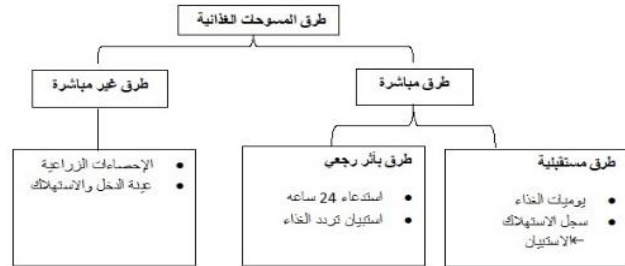 طرق المسوحات الغذائية
طرق مباشرة
طرق غير مباشرة
طرق مستقبلية
• يوميات الغذاء
• سجل الاستهلاك
←الاستبيان
طرق بأثر رجعي
• استدعاء 24 ساعه
• استبيان تردد الغذاء
• الإحصاءات الزراعية
• عينة الدخل والاستهلاك